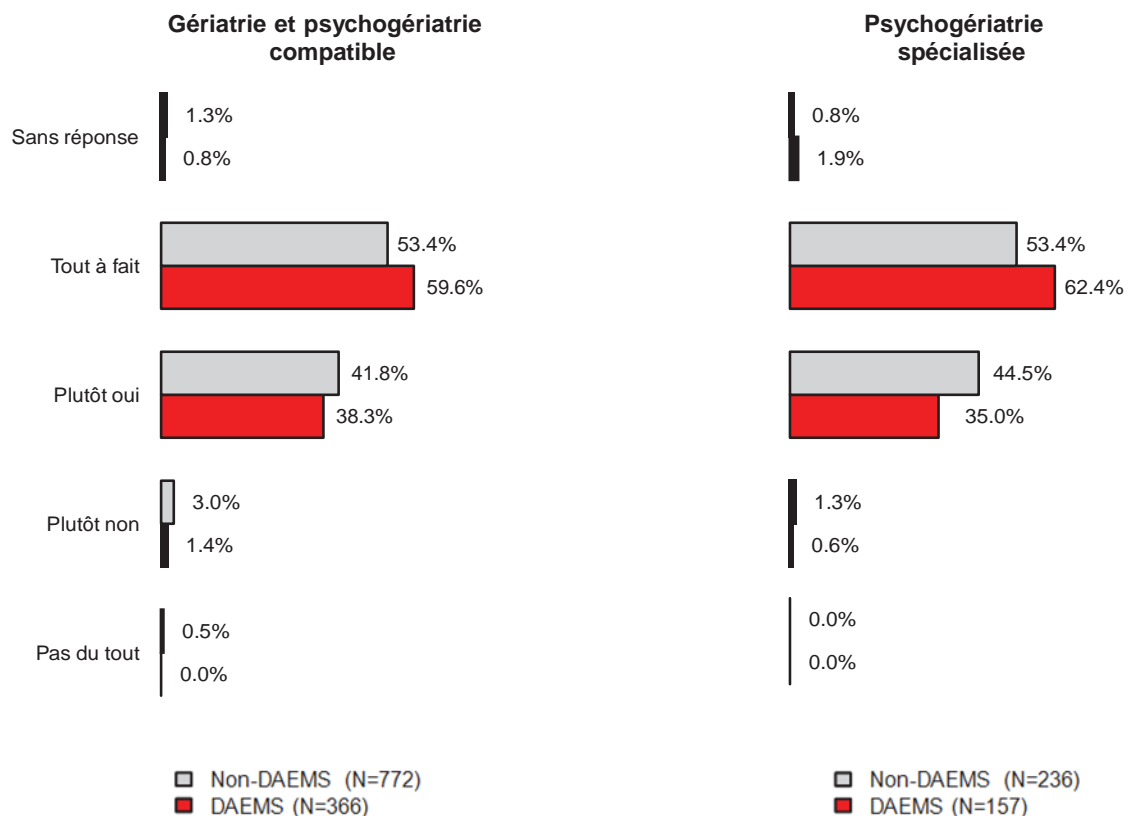 Gériatrie et psychogériatrie
compatible
Psychogériatrie
spécialisée
Sans réponse
1.3%
0.8%
0.8%
1.9%
Tout à fait
53.4%
59.6%
53.4%
62.4%
Plutôt oui
41.8%
38.3%
44.5%
35.0%
Plutôt non
3.0%
1.4%
1.3%
0.6%
Pas du tout
0.5%
0.0%
0.0%
0.0%
Non-DAEMS (N=772)
DAEMS (N=366)
Non-DAEMS (N=236)
DAEMS (N=157)